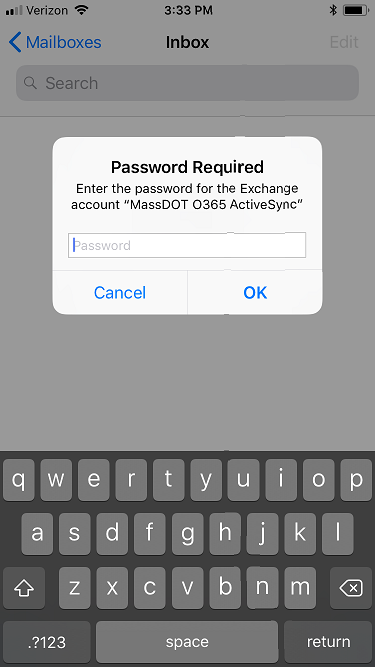 Verizon 3:33 PM
Mailboxes Inbox Edit
Search
Password Required
Enter the password for the Exchange
account “MassDOT O365 ActiveSync”
Password
Cancel OK
q w e r t y u i o p
a s d f g h j k l
z x c v b n m
.?123 space return